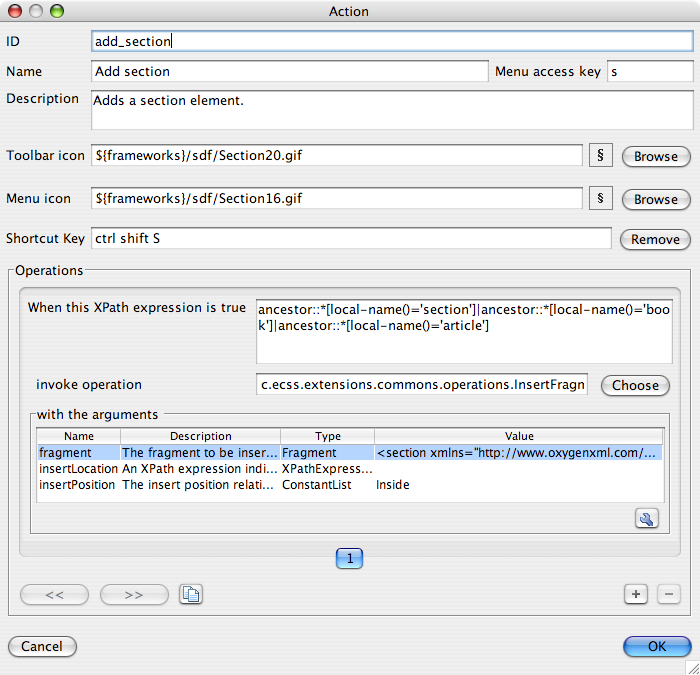 Action
ID add_section
Name Add section Menu access key s
Description Adds a section element.
Toolbar icon ${frameworks}/sdf/Section20.gif § Browse
Menu icon ${frameworks}/sdf/Section16.gif § Browse
Shortcut Key ctrl shift S Remove
Operations
When this XPath expression is true ancestor::*[local-name()='section']|ancestor::*[local-name()='boo
k']|ancestor::*[local-name()='article']
invoke operation c.ecss.extensions.commons.operations.InsertFragn Choose
with the arguments
Name Description Type Value
fragment The fragment to be inser... Fragment <section xmlns="http://www.oxygenxml.com/...
insertLocation An XPath expression indi... XPathExpress...
insertPosition The insert position relati... ConstantList Inside
1
<< >> + −
Cancel OK